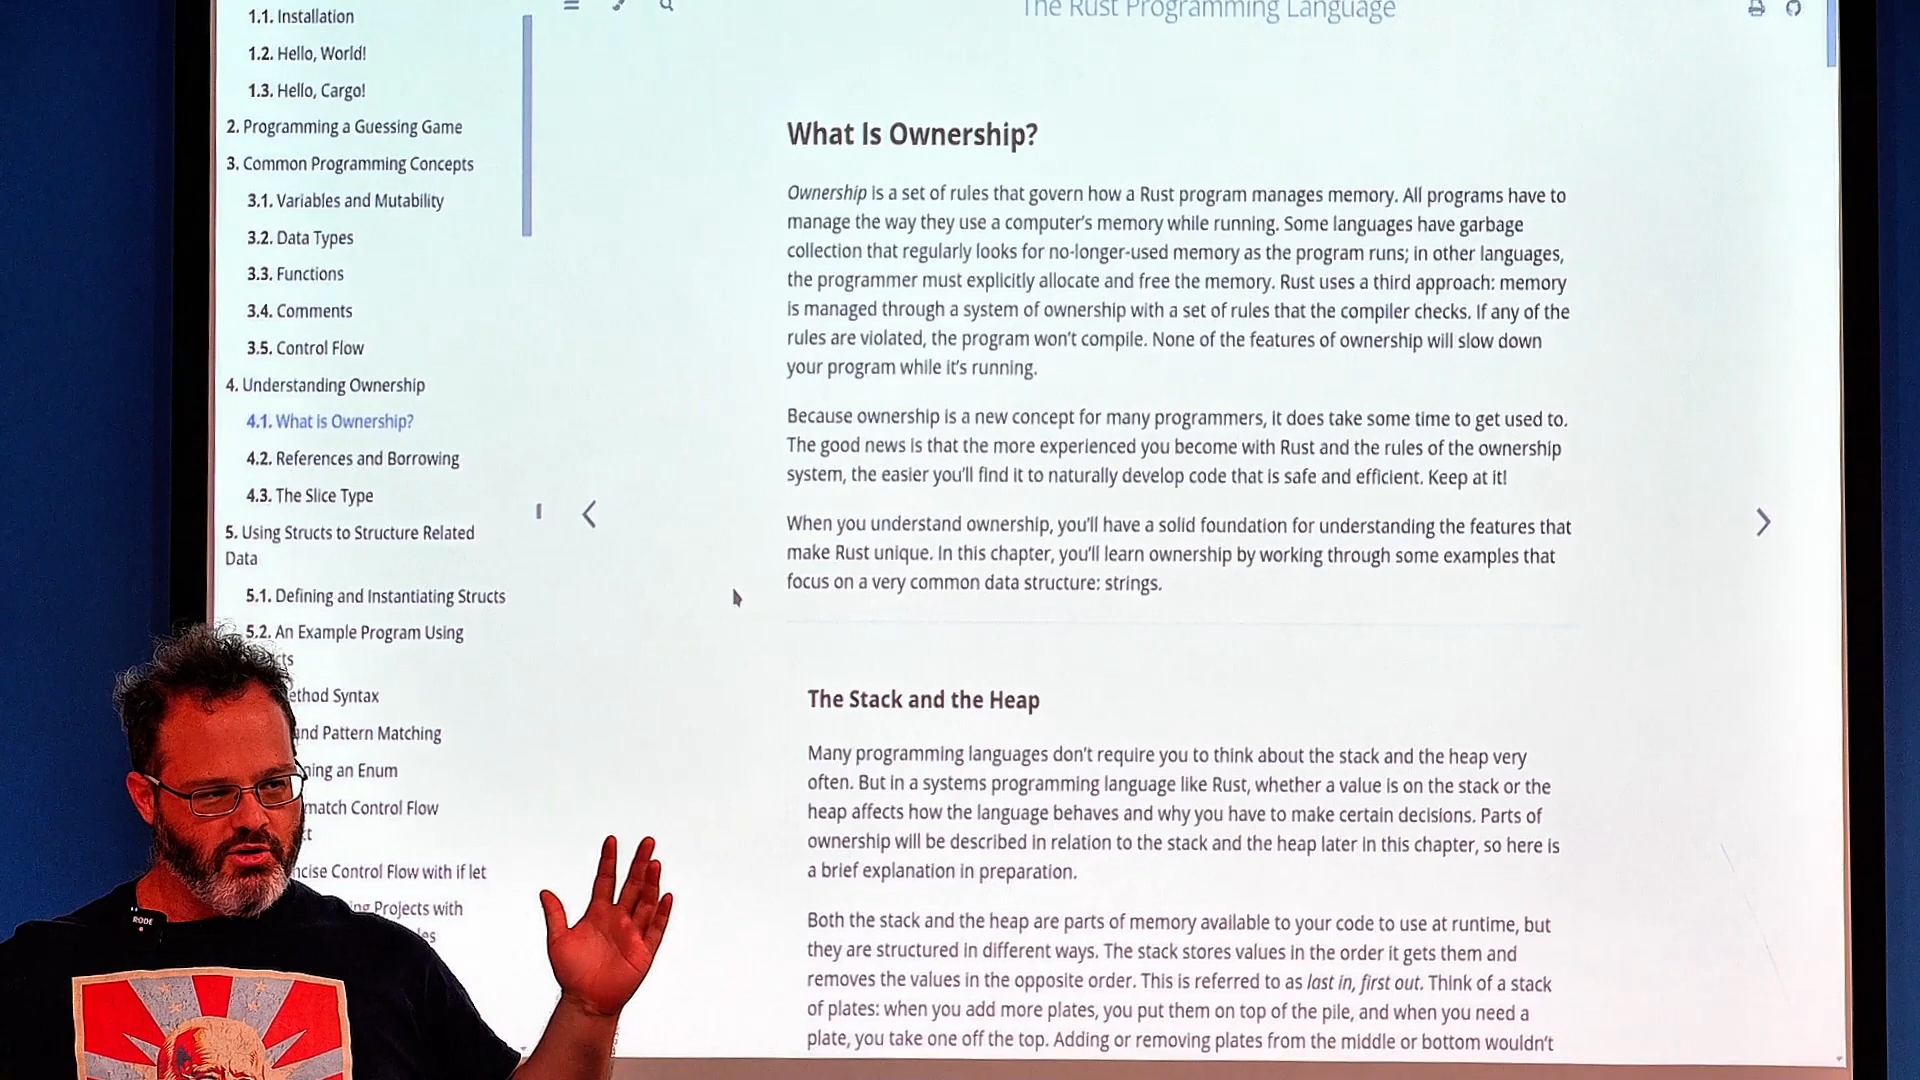 1.1. Installation
1.2. Hello, World!
1.3. Hello, Cargo!
2. Programming a Guessing Game
3. Common Programming Concepts
3.1. Variables and Mutability
3.2. Data Types
3.3. Functions
3.4. Comments
3.5. Control Flow
4. Understanding Ownership
4.1. What is Ownership?
4.2. References and Borrowing
4.3. The Slice Type
5. Using Structs to Structure Related
Data
5.1. Defining and Instantiating Structs
5.2. An Example Program Using
cts
ethod Syntax
and Pattern Matching
ning an Enum
match Control Flow
ct
ncise Control Flow with if let
ing Projects with
les
The Rust Programming Language
What Is Ownership?
Ownership is a set of rules that govern how a Rust program manages memory. All programs have to
manage the way they use a computer's memory while running. Some languages have garbage
collection that regularly looks for no-longer-used memory as the program runs; in other languages,
the programmer must explicitly allocate and free the memory. Rust uses a third approach: memory
is managed through a system of ownership with a set of rules that the compiler checks. If any of the
rules are violated, the program won't compile. None of the features of ownership will slow down
your program while it's running.
Because ownership is a new concept for many programmers, it does take some time to get used to.
The good news is that the more experienced you become with Rust and the rules of the ownership
system, the easier you'll find it to naturally develop code that is safe and efficient. Keep at it!
When you understand ownership, you'll have a solid foundation for understanding the features that
make Rust unique. In this chapter, you'll learn ownership by working through some examples that
focus on a very common data structure: strings.
The Stack and the Heap
Many programming languages don't require you to think about the stack and the heap very
often. But in a systems programming language like Rust, whether a value is on the stack or the
heap affects how the language behaves and why you have to make certain decisions. Parts of
ownership will be described in relation to the stack and the heap later in this chapter, so here is
a brief explanation in preparation.
Both the stack and the heap are parts of memory available to your code to use at runtime, but
they are structured in different ways. The stack stores values in the order it gets them and
removes the values in the opposite order. This is referred to as last in, first out. Think of a stack
of plates: when you add more plates, you put them on top of the pile, and when you need a
plate, you take one off the top. Adding or removing plates from the middle or bottom wouldn't
RODE